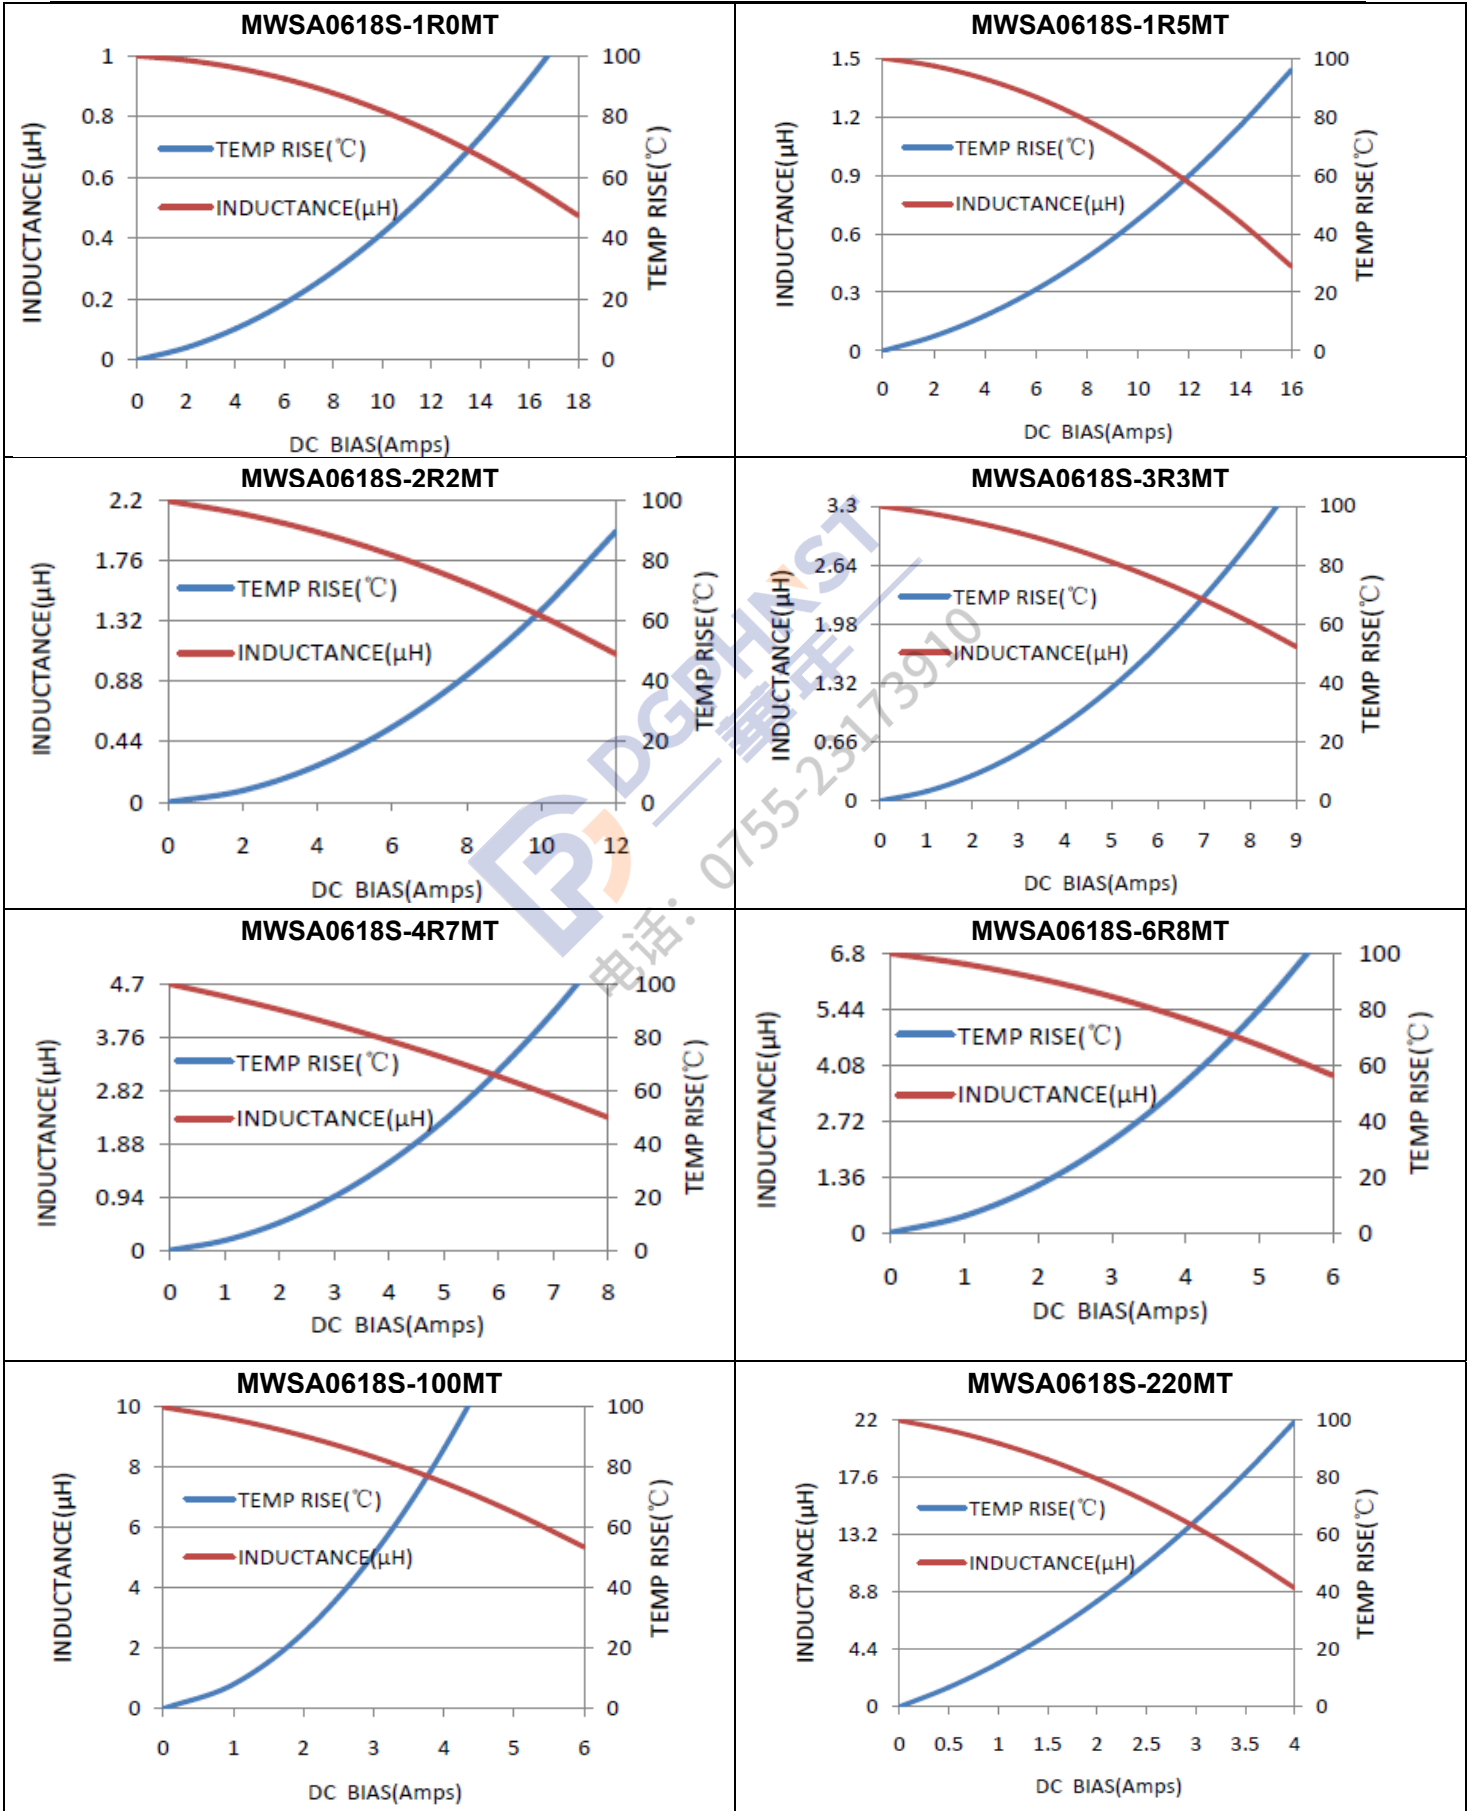 MWSA0618S-1R0MT
1
0.8
0.6
0.4
0.2
0
100
80
60
40
20
0
INDUCTANCE(μH)
TEMP RISE(℃)
TEMP RISE(℃)
INDUCTANCE(μH)
0 2 4 6 8 10 12 14 16 18
DC BIAS(Amps)
MWSA0618S-1R5MT
1.5
1.2
0.9
0.6
0.3
0
100
80
60
40
20
0
INDUCTANCE(μH)
TEMP RISE(℃)
TEMP RISE(℃)
INDUCTANCE(μH)
0 2 4 6 8 10 12 14 16
DC BIAS(Amps)
MWSA0618S-2R2MT
2.2
1.76
1.32
0.88
0.44
0
100
80
60
40
20
0
INDUCTANCE(μH)
TEMP RISE(℃)
TEMP RISE(℃)
INDUCTANCE(μH)
0 2 4 6 8 10 12
DC BIAS(Amps)
MWSA0618S-3R3MT
3.3
2.64
1.98
1.32
0.66
0
100
80
60
40
20
0
INDUCTANCE(μH)
TEMP RISE(℃)
TEMP RISE(℃)
INDUCTANCE(μH)
0 1 2 3 4 5 6 7 8 9
DC BIAS(Amps)
DGPHNST
电话：0755-23173910
MWSA0618S-4R7MT
4.7
3.76
2.82
1.88
0.94
0
100
80
60
40
20
0
INDUCTANCE(μH)
TEMP RISE(℃)
TEMP RISE(℃)
INDUCTANCE(μH)
0 1 2 3 4 5 6 7 8
DC BIAS(Amps)
MWSA0618S-6R8MT
6.8
5.44
4.08
2.72
1.36
0
100
80
60
40
20
0
INDUCTANCE(μH)
TEMP RISE(℃)
TEMP RISE(℃)
INDUCTANCE(μH)
0 1 2 3 4 5 6
DC BIAS(Amps)
MWSA0618S-100MT
10
8
6
4
2
0
100
80
60
40
20
0
INDUCTANCE(μH)
TEMP RISE(℃)
TEMP RISE(℃)
INDUCTANCE(μH)
0 1 2 3 4 5 6
DC BIAS(Amps)
MWSA0618S-220MT
22
17.6
13.2
8.8
4.4
0
100
80
60
40
20
0
INDUCTANCE(μH)
TEMP RISE(℃)
TEMP RISE(℃)
INDUCTANCE(μH)
0 0.5 1 1.5 2 2.5 3 3.5 4
DC BIAS(Amps)